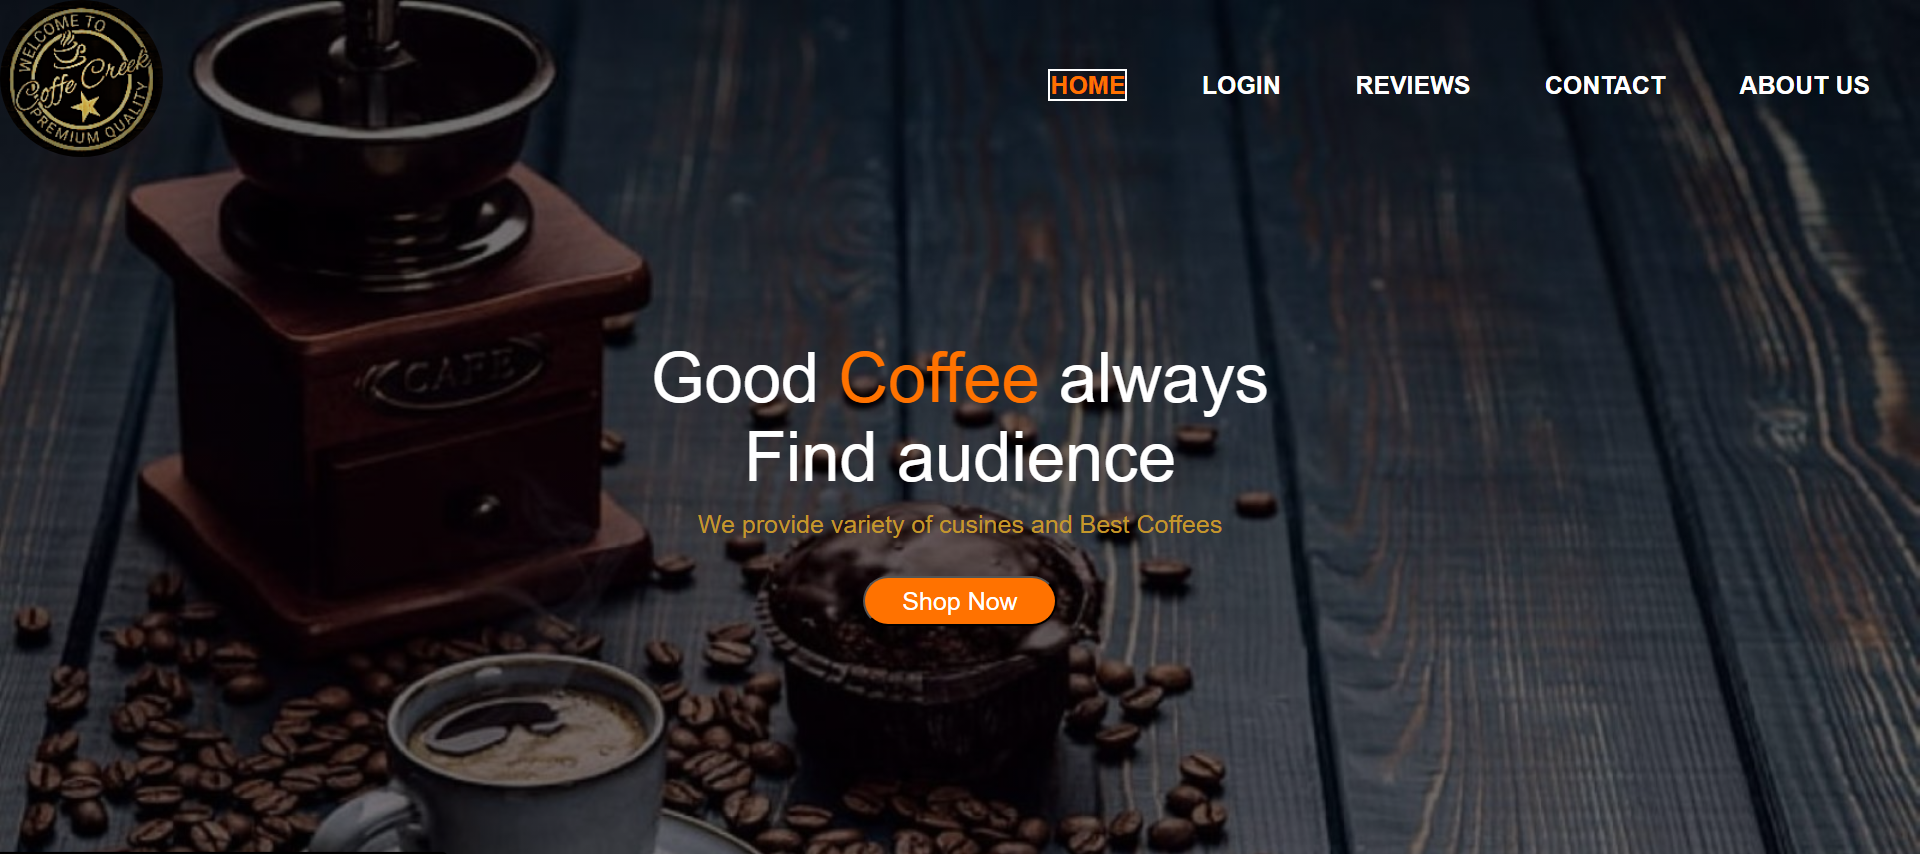 WELCOME TO
Coffe Creek
PREMIUM QUALITY
HOME LOGIN REVIEWS CONTACT ABOUT US
CAFE
Good Coffee always
Find audience
We provide variety of cusines and Best Coffees
Shop Now